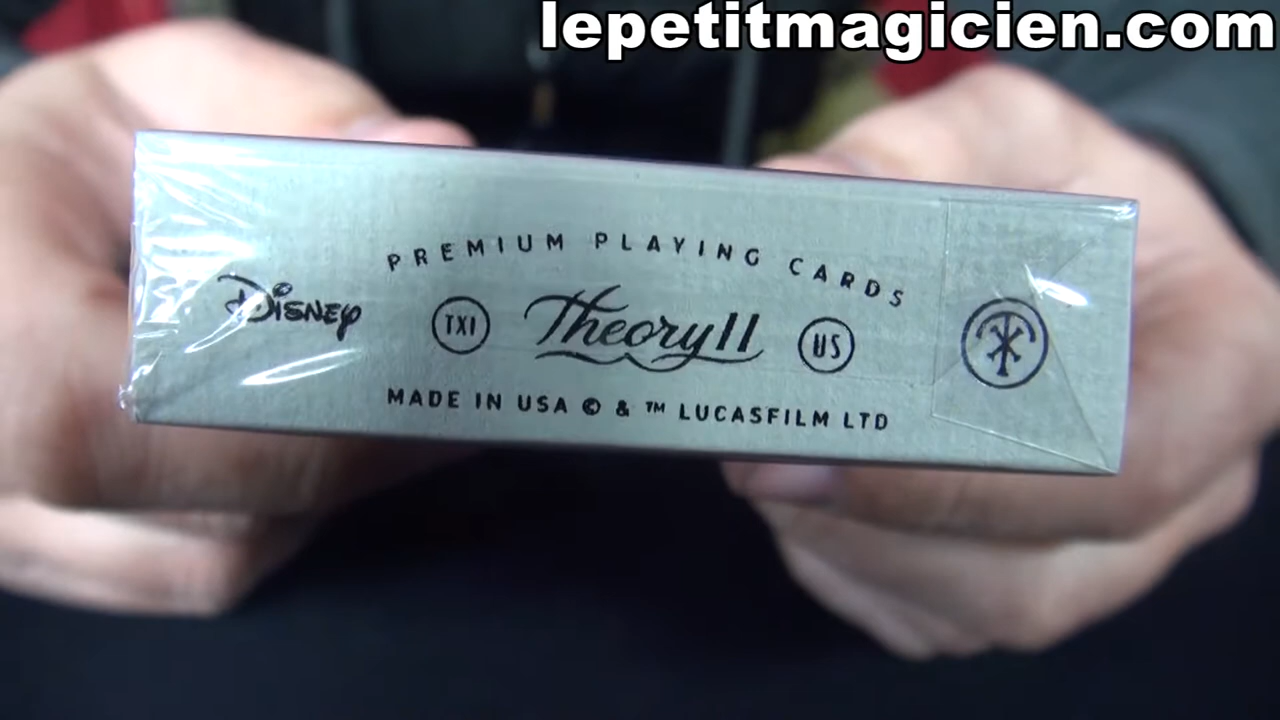 lepetitmagicien.com
PREMIUM PLAYING CARDS
Disney TXI Theory11 US
MADE IN USA © & ™ LUCASFILM LTD